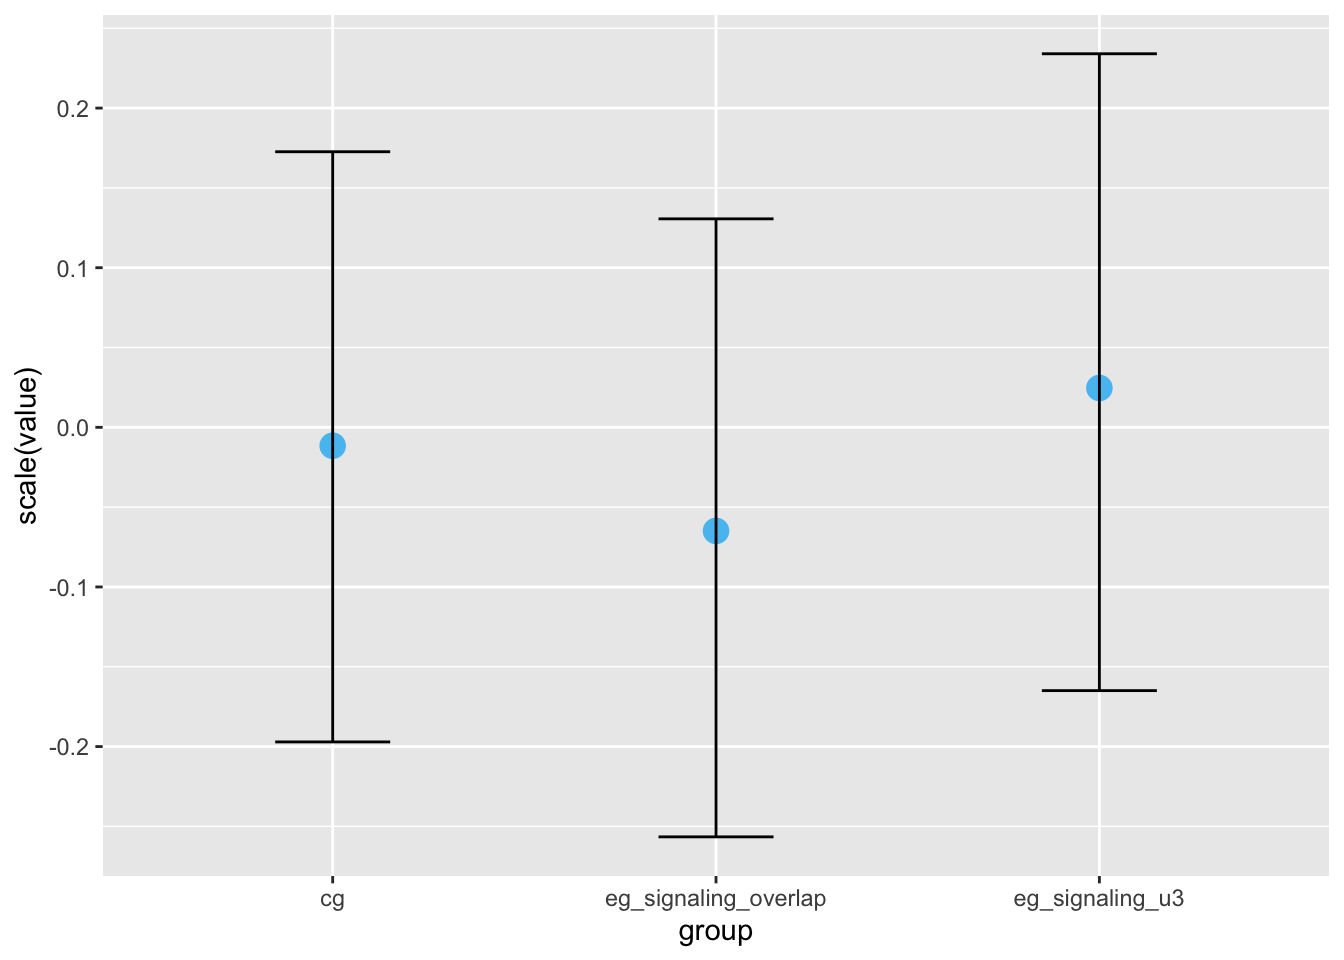 scale(value)
0.2
0.1
0.0
-0.1
-0.2
cg
eg_signaling_overlap
eg_signaling_u3
group